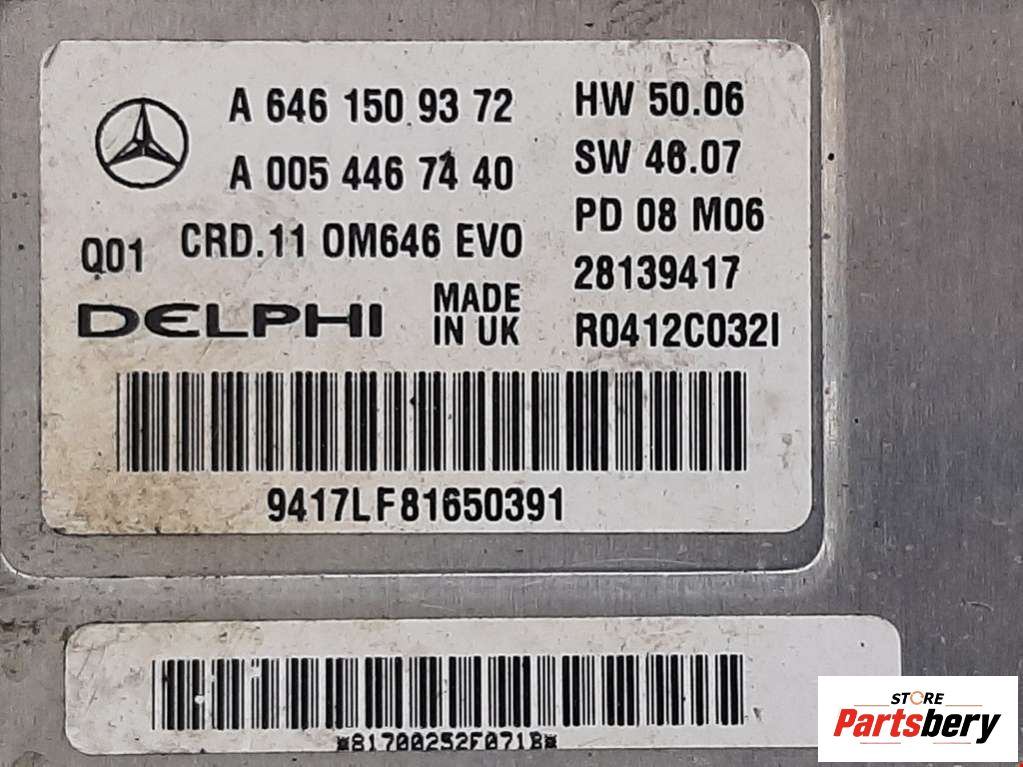 A 646 150 93 72
A 005 446 74 40
Q01 CRD.11 OM646 EVO
DELPHI
MADE
IN UK
HW 50.06
SW 46.07
PD 08 M06
28139417
R0412C032I
9417LF81650391
*81700252F071B*
STORE
Partsbery